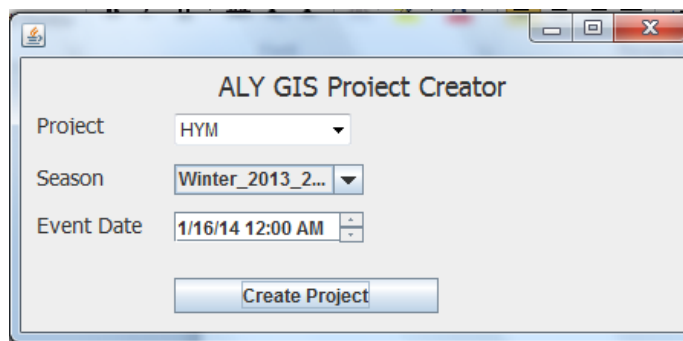 ALY GIS Project Creator
Project HYM
Season Winter_2013_2...
Event Date 1/16/14 12:00 AM
Create Project